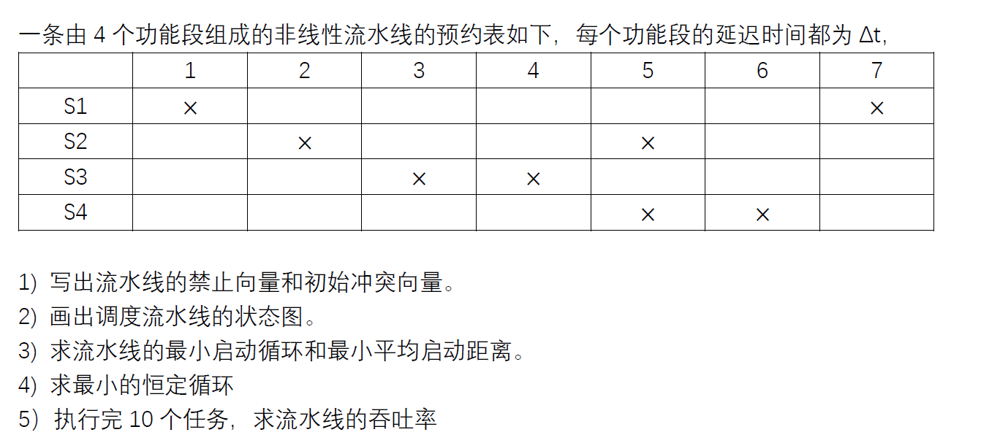 一条由 4 个功能段组成的非线性流水线的预约表如下，每个功能段的延迟时间都为 Δt，
1 2 3 4 5 6 7
S1 × ×
S2 × ×
S3 × ×
S4 × ×
1) 写出流水线的禁止向量和初始冲突向量。
2) 画出调度流水线的状态图。
3) 求流水线的最小启动循环和最小平均启动距离。
4) 求最小的恒定循环
5）执行完 10 个任务，求流水线的吞吐率